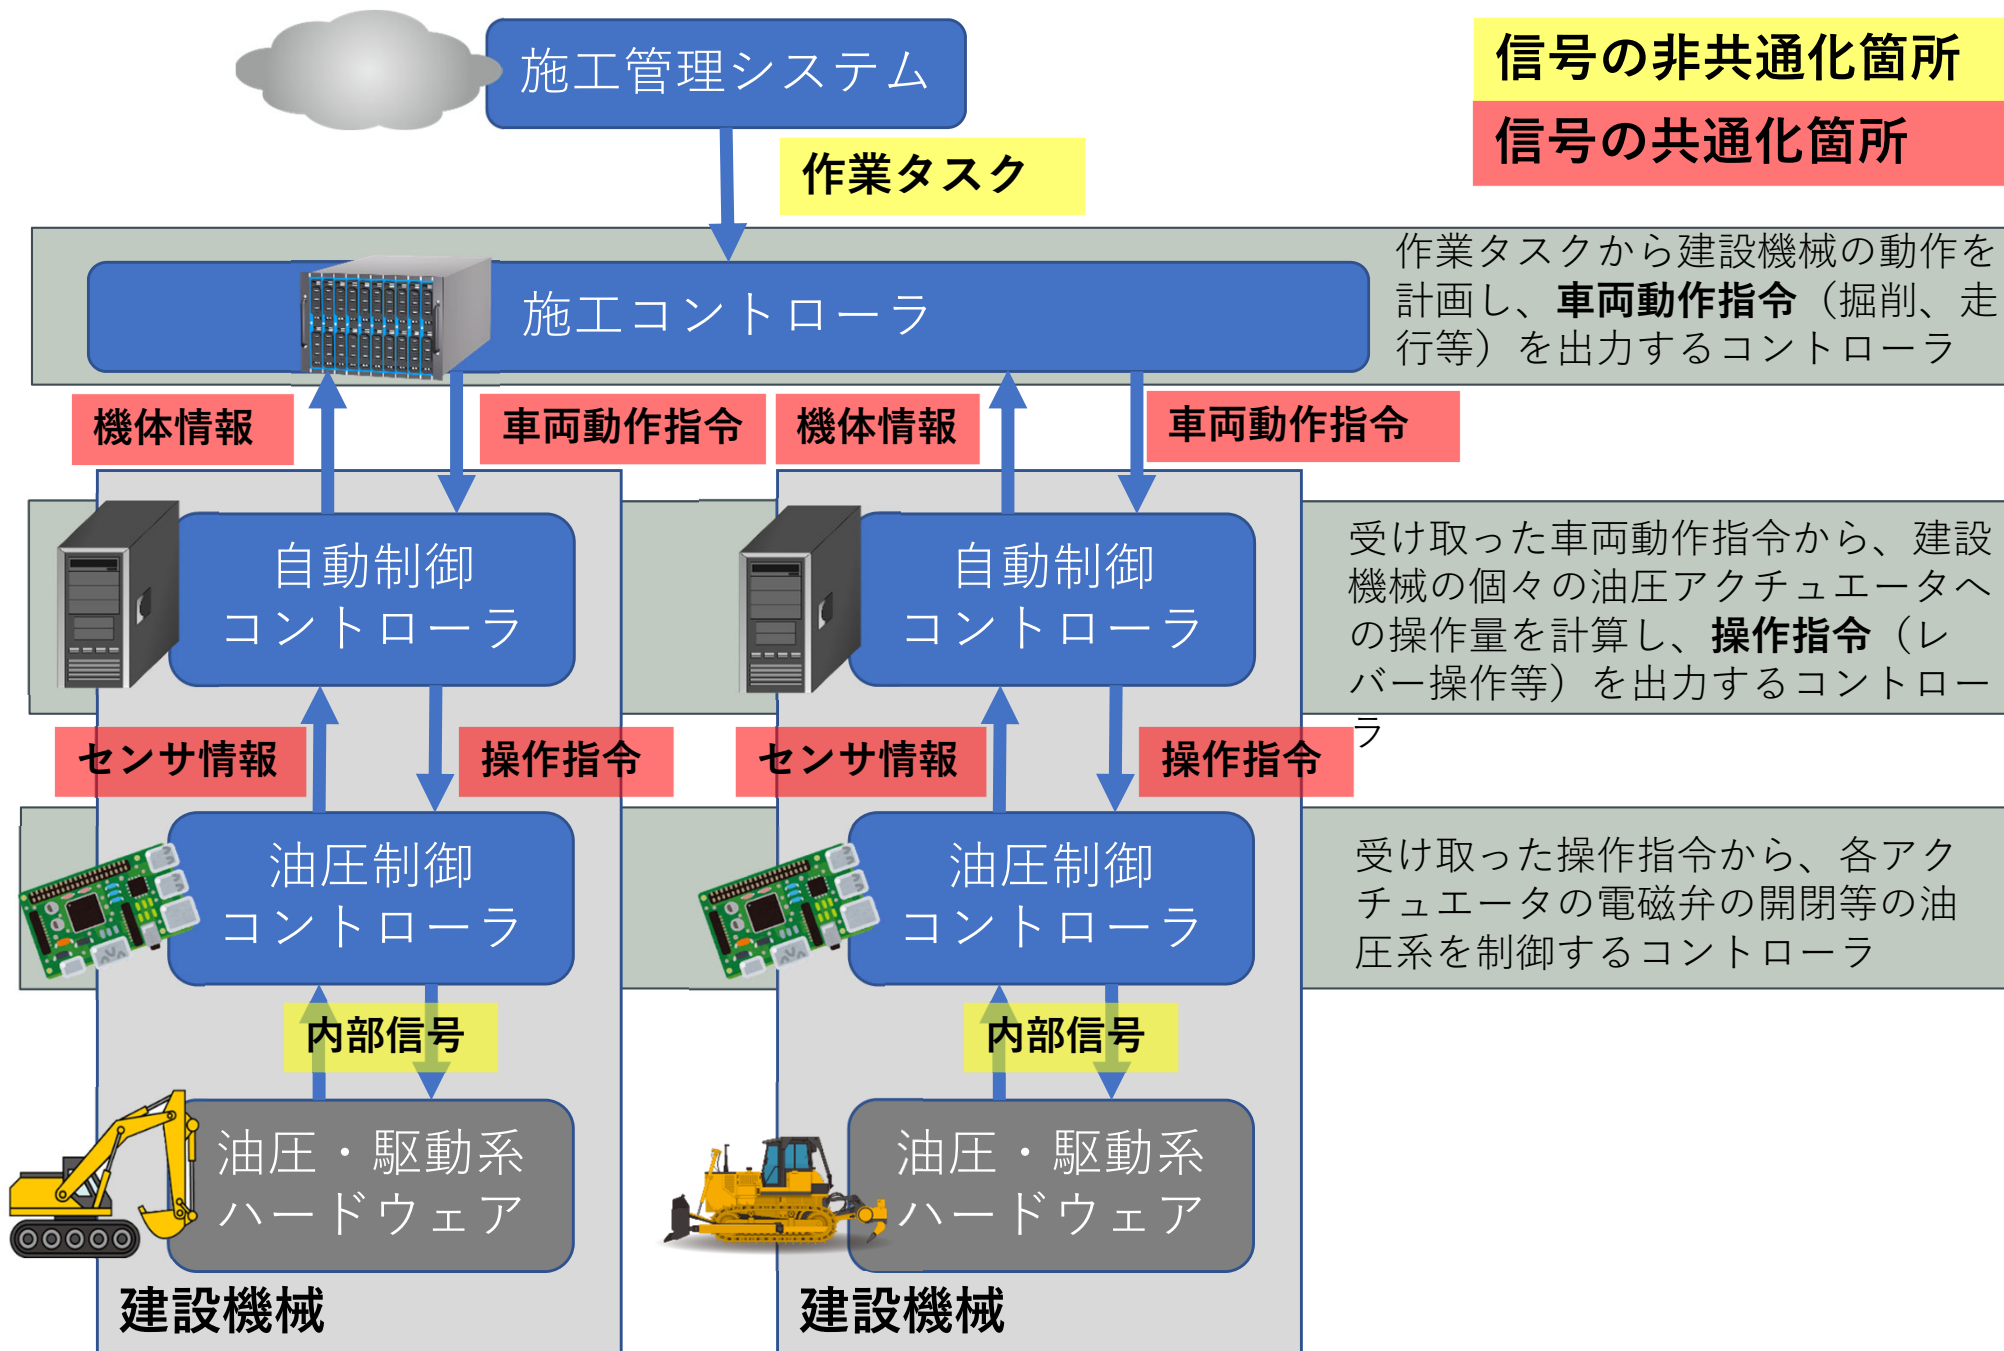 施工管理システム
信号の非共通化箇所
信号の共通化箇所
作業タスク
施工コントローラ
作業タスクから建設機械の動作を
計画し、車両動作指令（掘削、走
行等）を出力するコントローラ
機体情報
車両動作指令
機体情報
車両動作指令
自動制御
コントローラ
自動制御
コントローラ
受け取った車両動作指令から、建設
機械の個々の油圧アクチュエータへ
の操作量を計算し、操作指令（レ
バー操作等）を出力するコントロー
ラ
センサ情報
操作指令
センサ情報
操作指令
油圧制御
コントローラ
油圧制御
コントローラ
受け取った操作指令から、各アク
チュエータの電磁弁の開閉等の油
圧系を制御するコントローラ
内部信号
内部信号
油圧・駆動系
ハードウェア
油圧・駆動系
ハードウェア
建設機械
建設機械